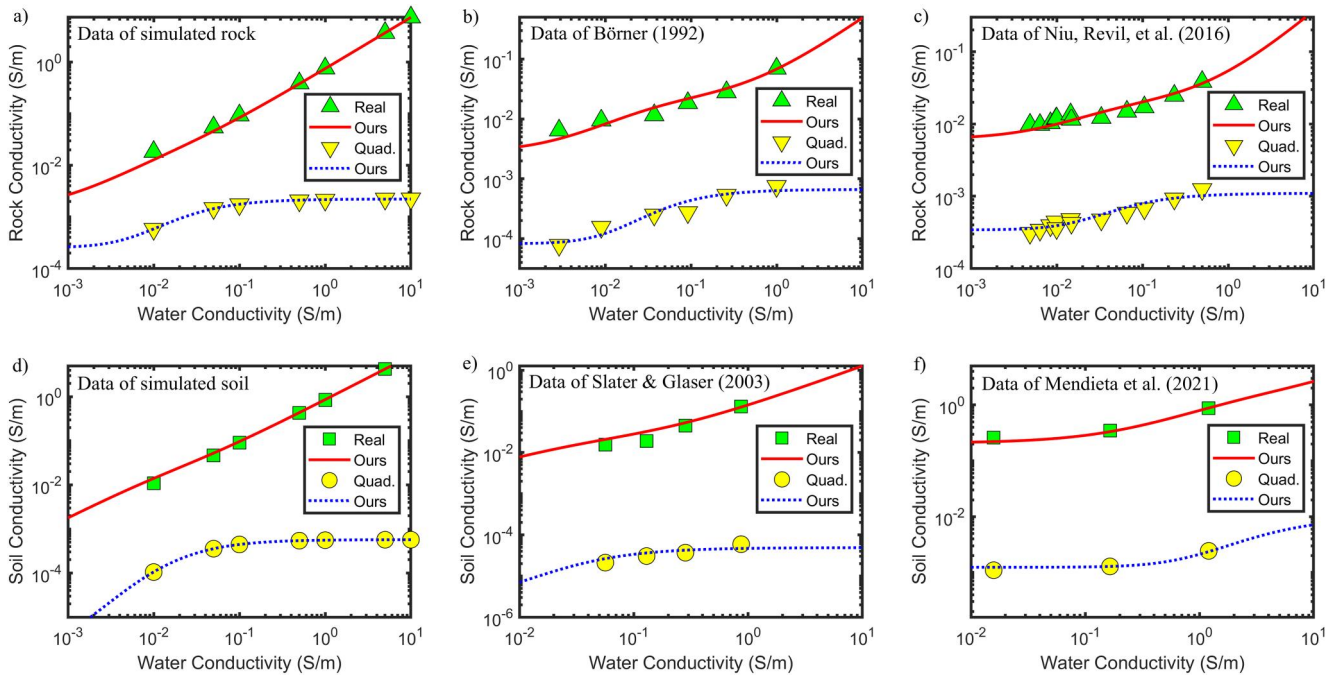 a)
Data of simulated rock
Rock Conductivity (S/m)
10^0
10^-2
10^-4
Real
Ours
Quad.
Ours
10^-3 10^-2 10^-1 10^0 10^1
Water Conductivity (S/m)
b)
Data of Börner (1992)
Rock Conductivity (S/m)
10^-1
10^-2
10^-3
10^-4
Real
Ours
Quad.
Ours
10^-3 10^-2 10^-1 10^0 10^1
Water Conductivity (S/m)
c)
Data of Niu, Revil, et al. (2016)
Rock Conductivity (S/m)
10^-1
10^-2
10^-3
10^-4
Real
Ours
Quad.
Ours
10^-3 10^-2 10^-1 10^0 10^1
Water Conductivity (S/m)
d)
Data of simulated soil
Soil Conductivity (S/m)
10^0
10^-2
10^-4
Real
Ours
Quad.
Ours
10^-3 10^-2 10^-1 10^0 10^1
Water Conductivity (S/m)
e)
Data of Slater & Glaser (2003)
Soil Conductivity (S/m)
10^0
10^-2
10^-4
10^-6
Real
Ours
Quad.
Ours
10^-2 10^-1 10^0 10^1
Water Conductivity (S/m)
f)
Data of Mendieta et al. (2021)
Soil Conductivity (S/m)
10^0
10^-2
Real
Ours
Quad.
Ours
10^-2 10^-1 10^0 10^1
Water Conductivity (S/m)